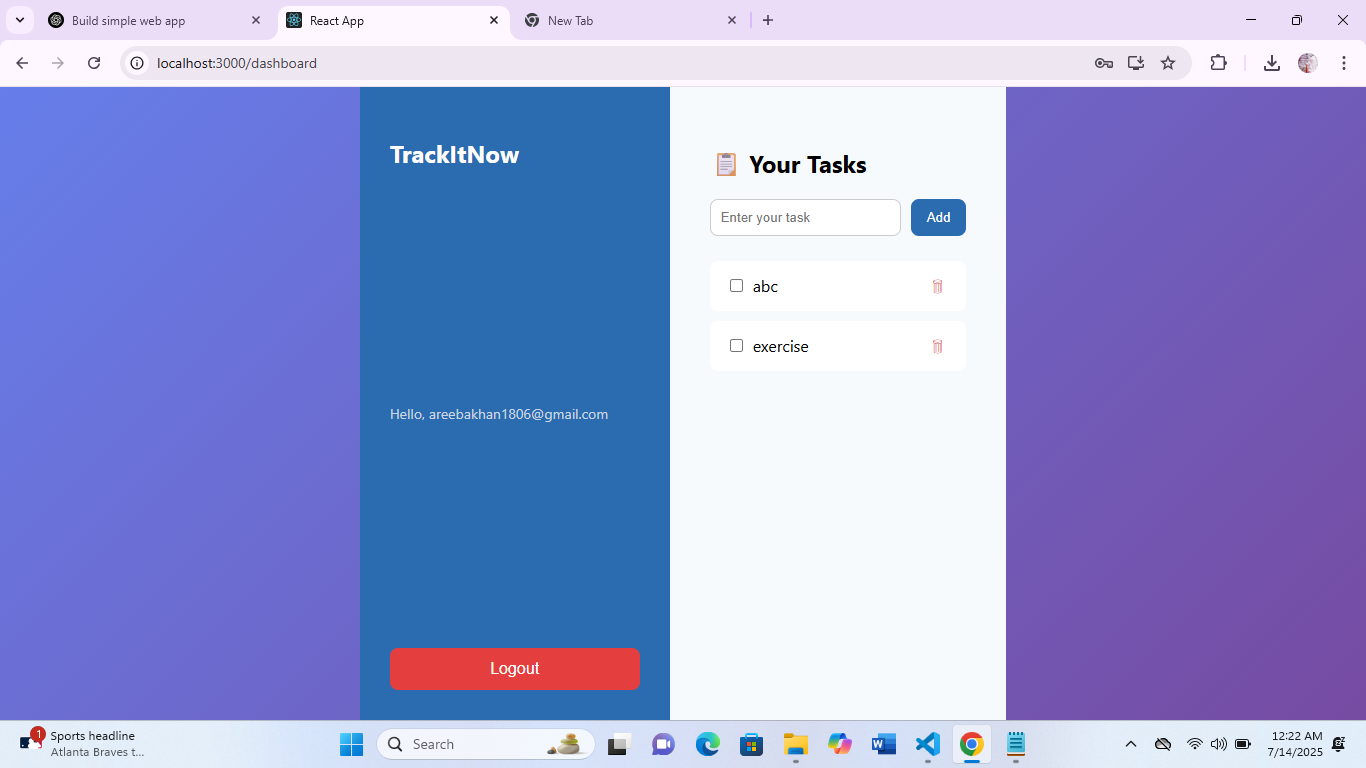 Build simple web app
React App
New Tab
localhost:3000/dashboard
TrackItNow
Hello, areebakhan1806@gmail.com
Logout
Your Tasks
Enter your task
Add
abc
exercise
1
Sports headline
Atlanta Braves t...
Search
12:22 AM
7/14/2025